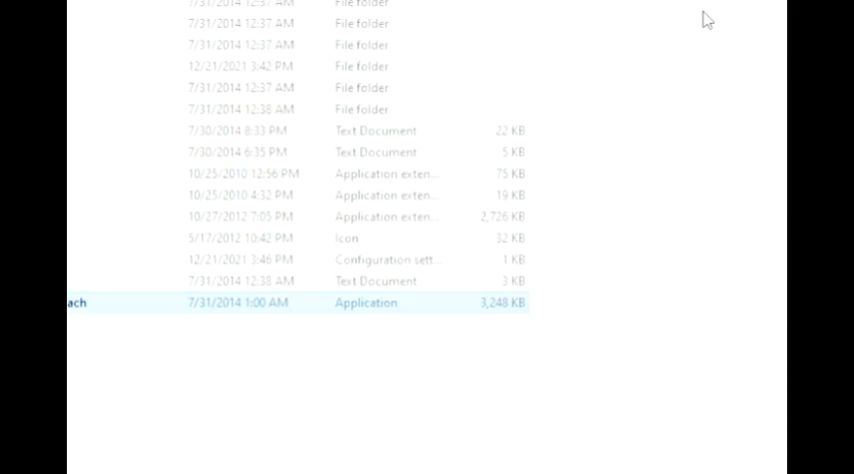 7/31/2014 12:37 AM File folder
7/31/2014 12:37 AM File folder
7/31/2014 12:37 AM File folder
12/21/2021 3:42 PM File folder
7/31/2014 12:37 AM File folder
7/31/2014 12:38 AM File folder
7/30/2014 8:33 PM Text Document 22 KB
7/30/2014 6:35 PM Text Document 5 KB
10/25/2010 12:56 PM Application exten... 75 KB
10/25/2010 4:32 PM Application exten... 19 KB
10/27/2012 7:05 PM Application exten... 2,726 KB
5/17/2012 10:42 PM Icon 32 KB
12/21/2021 3:46 PM Configuration sett... 1 KB
7/31/2014 12:38 AM Text Document 3 KB
ach 7/31/2014 1:00 AM Application 3,248 KB